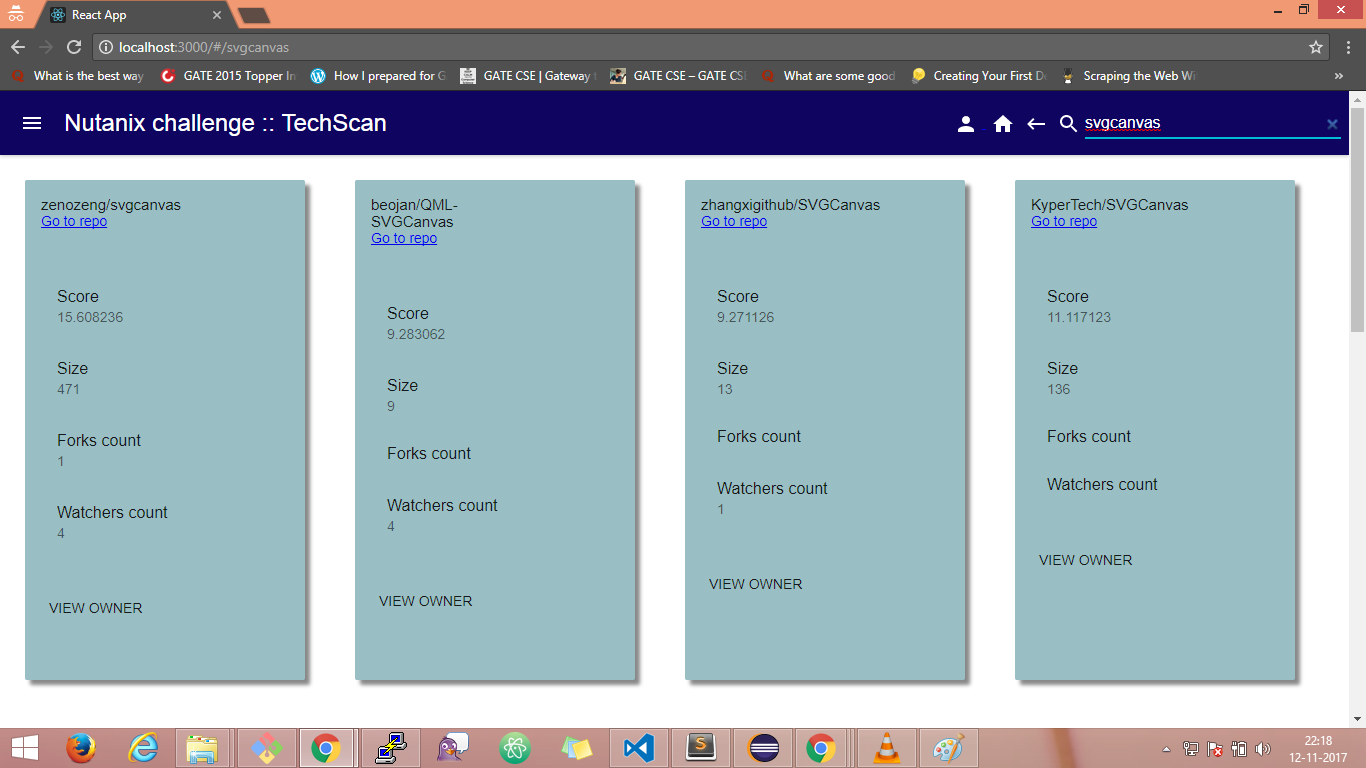 React App
localhost:3000/#/svgcanvas
What is the best way
GATE 2015 Topper In
How I prepared for G
GATE CSE | Gateway t
GATE CSE – GATE CSE
What are some good
Creating Your First D
Scraping the Web Wi
Nutanix challenge :: TechScan
svgcanvas
zenozeng/svgcanvas
Go to repo
Score
15.608236
Size
471
Forks count
1
Watchers count
4
VIEW OWNER
beojan/QML-
SVGCanvas
Go to repo
Score
9.283062
Size
9
Forks count
Watchers count
4
VIEW OWNER
zhangxigithub/SVGCanvas
Go to repo
Score
9.271126
Size
13
Forks count
Watchers count
1
VIEW OWNER
KyperTech/SVGCanvas
Go to repo
Score
11.117123
Size
136
Forks count
Watchers count
VIEW OWNER
22:18
12-11-2017